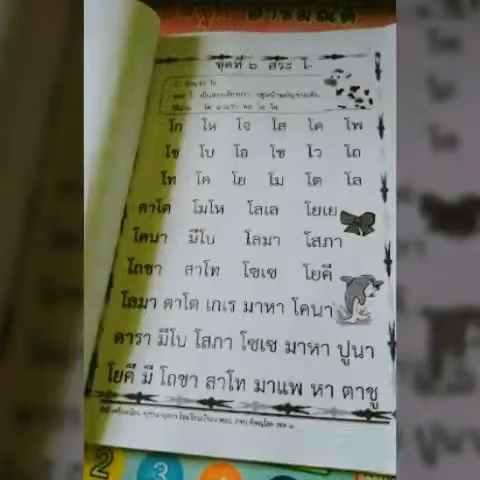 ชุดที่ ๒ สระ โ
โก โห โจ โส โด โพ
โช โบ โอ โซ โว โถ
โท โค โย โม โต โล
ตาโต โมโห โลเล โยเย
โคนา มีโบ โลมา โสภา
โถชา สาโท โซเซ โยคี
โลมา ตาโต เกเร มาหา โคนา
ดารา มีโบ โสภา โซเซ มาหา ปูนา
โยคี มี โถชา สาโท มาแพ หา ตาชู
2 3